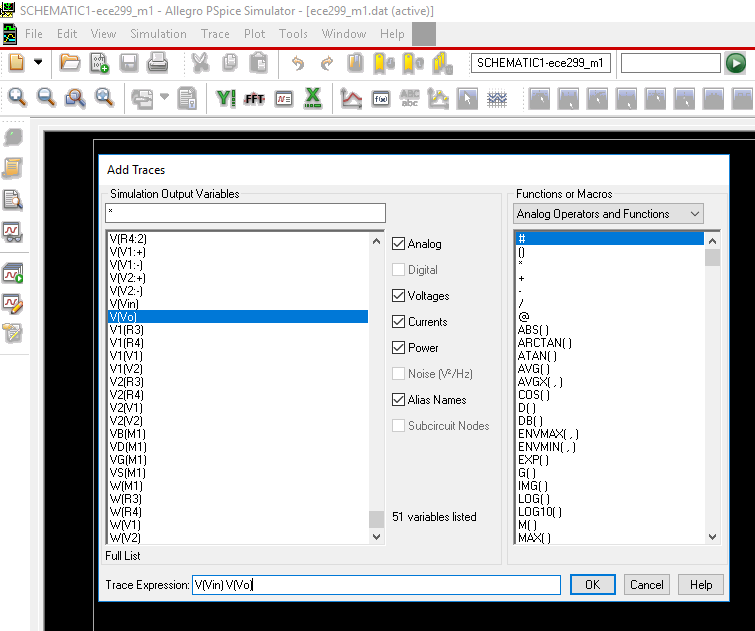 SCHEMATIC1-ece299_m1 - Allegro PSpice Simulator - [ece299_m1.dat (active)]
File Edit View Simulation Trace Plot Tools Window Help
SCHEMATIC1-ece299_m1
FFT
f(x)
ABC
abc
Add Traces
Simulation Output Variables
*
V(R4:2)
V(V1:+)
V(V1:-)
V(V2:+)
V(V2:-)
V(Vin)
V(Vo)
V1(R3)
V1(R4)
V1(V1)
V1(V2)
V2(R3)
V2(R4)
V2(V1)
V2(V2)
VB(M1)
VD(M1)
VG(M1)
VS(M1)
W(M1)
W(R3)
W(R4)
W(V1)
W(V2)
Full List
Analog
Digital
Voltages
Currents
Power
Noise (V²/Hz)
Alias Names
Subcircuit Nodes
51 variables listed
Functions or Macros
Analog Operators and Functions
#
()
*
+
-
/
@
ABS( )
ARCTAN( )
ATAN( )
AVG( )
AVGX( , )
COS( )
D( )
DB( )
ENVMAX( , )
ENVMIN( , )
EXP( )
G( )
IMG( )
LOG( )
LOG10( )
M( )
MAX( )
Trace Expression: V(Vin) V(Vo)
OK Cancel Help